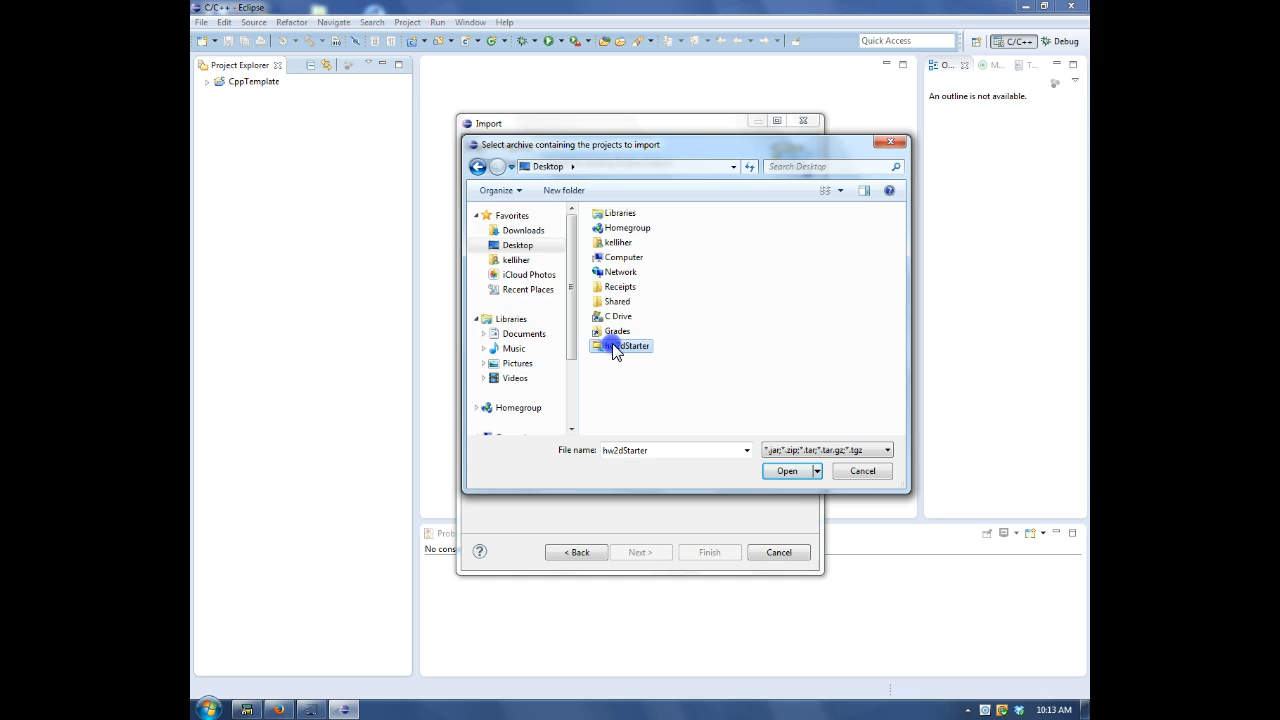 C/C++ - Eclipse
File Edit Source Refactor Navigate Search Project Run Window Help
Quick Access
C/C++
Debug
Project Explorer
CppTemplate
O...
M...
T...
An outline is not available.
Import
Select archive containing the projects to import
Desktop
Search Desktop
Organize
New folder
Favorites
Downloads
Desktop
kelliher
iCloud Photos
Recent Places
Libraries
Documents
Music
Pictures
Videos
Homegroup
Libraries
Homegroup
kelliher
Computer
Network
Receipts
Shared
C Drive
Grades
hw2dStarter
File name: hw2dStarter
*.jar;*.zip;*.tar;*.tar.gz;*.tgz
Open
Cancel
Prob
No cons
< Back
Next >
Finish
Cancel
10:13 AM